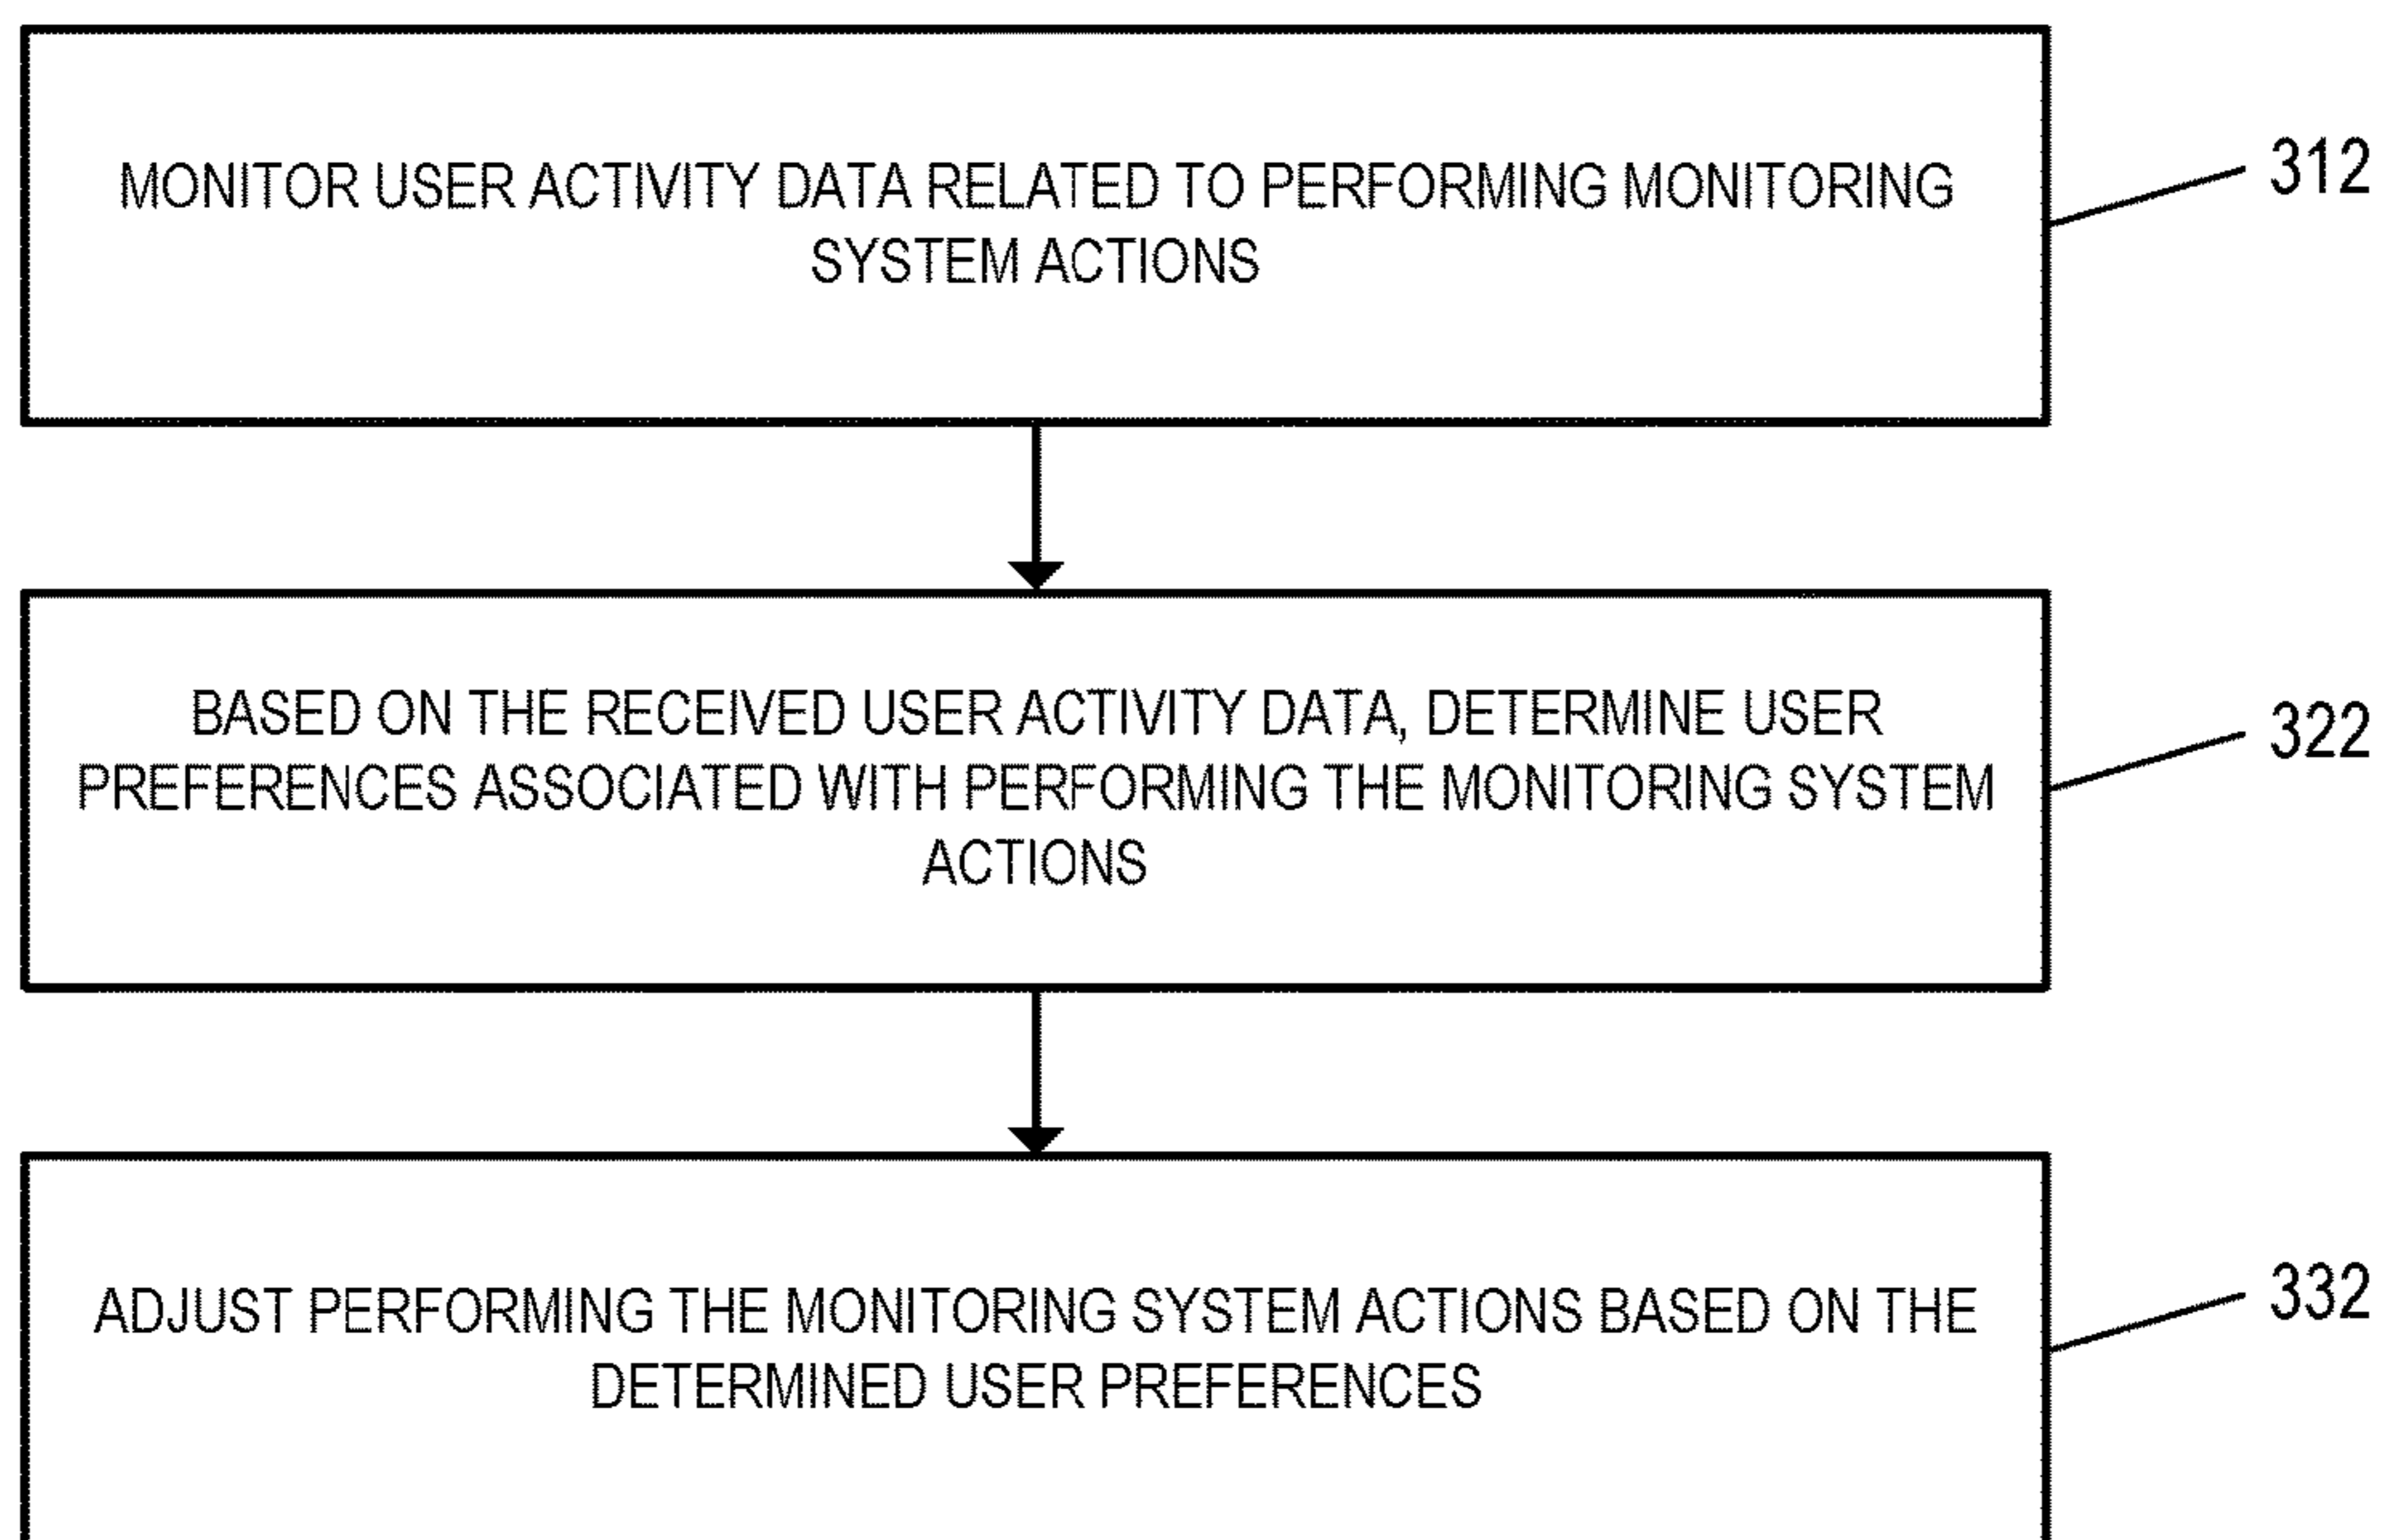 MONITOR USER ACTIVITY DATA RELATED TO PERFORMING MONITORING
SYSTEM ACTIONS
312
BASED ON THE RECEIVED USER ACTIVITY DATA, DETERMINE USER
PREFERENCES ASSOCIATED WITH PERFORMING THE MONITORING SYSTEM
ACTIONS
322
ADJUST PERFORMING THE MONITORING SYSTEM ACTIONS BASED ON THE
DETERMINED USER PREFERENCES
332